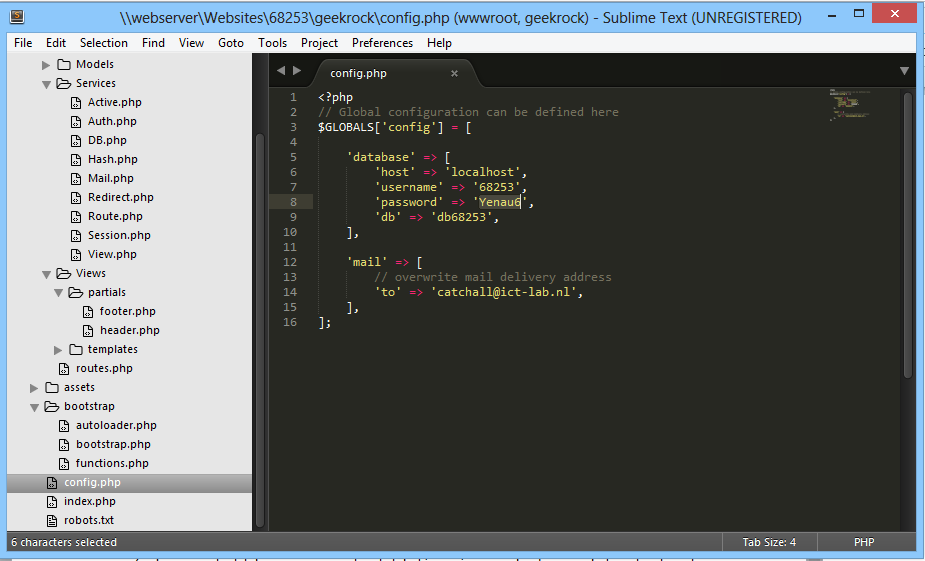 \\webserver\Websites\68253\geekrock\config.php (wwwroot, geekrock) - Sublime Text (UNREGISTERED)
File Edit Selection Find View Goto Tools Project Preferences Help
Models
Services
Active.php
Auth.php
DB.php
Hash.php
Mail.php
Redirect.php
Route.php
Session.php
View.php
Views
partials
footer.php
header.php
templates
routes.php
assets
bootstrap
autoloader.php
bootstrap.php
functions.php
config.php
index.php
robots.txt
config.php ×
1 <?php
2 // Global configuration can be defined here
3 $GLOBALS['config'] = [
4
5 'database' => [
6 'host' => 'localhost',
7 'username' => '68253',
8 'password' => 'Yenau6',
9 'db' => 'db68253',
10 ],
11
12 'mail' => [
13 // overwrite mail delivery address
14 'to' => 'catchall@ict-lab.nl',
15 ],
16 ];
6 characters selected Tab Size: 4 PHP